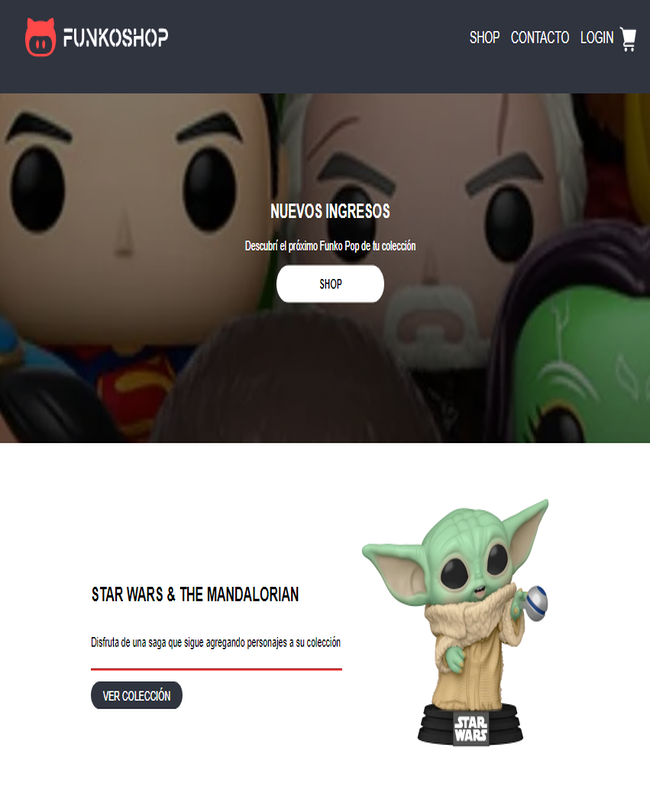 FUNKOSHOP
SHOP CONTACTO LOGIN
NUEVOS INGRESOS
Descubrí el próximo Funko Pop de tu colección
SHOP
STAR WARS & THE MANDALORIAN
Disfruta de una saga que sigue agregando personajes a su colección
VER COLECCIÓN
STAR
WARS